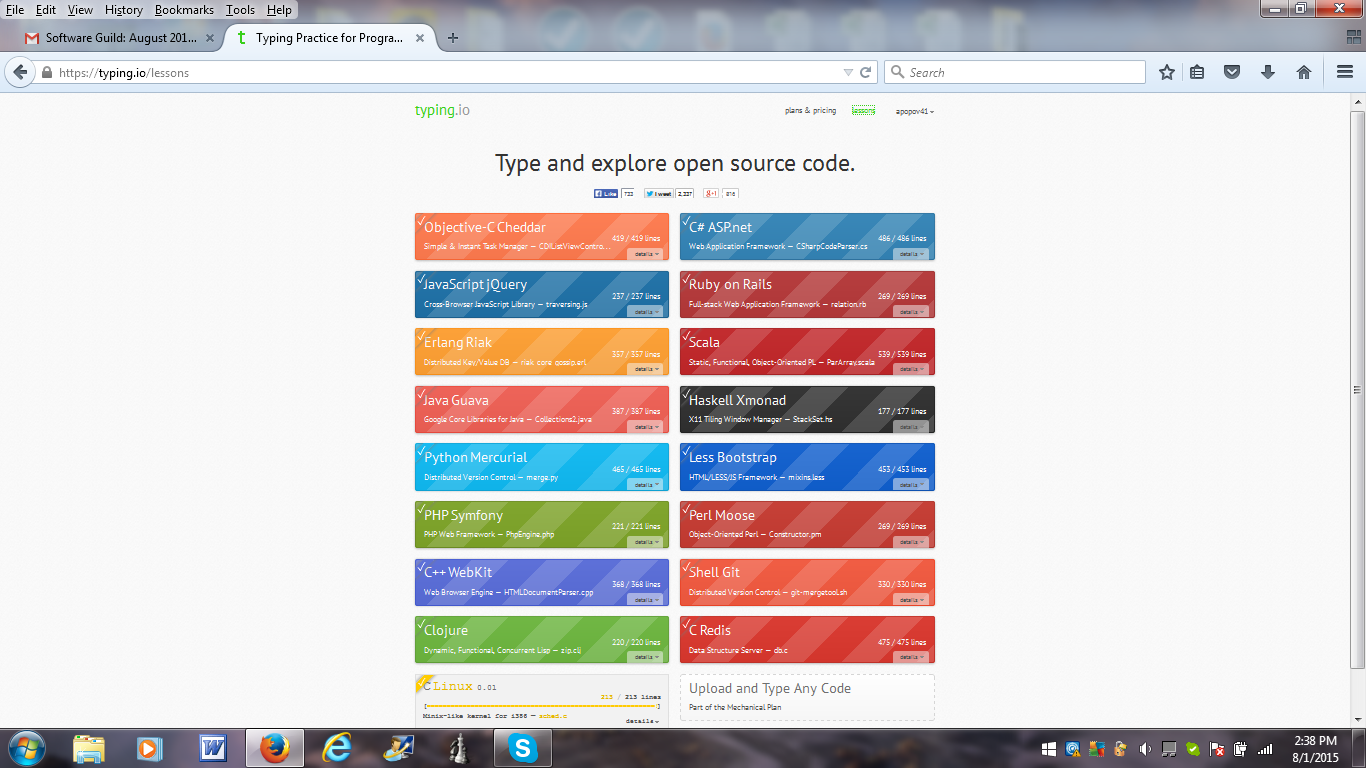 File Edit View History Bookmarks Tools Help
Software Guild: August 201... Typing Practice for Progra...
https://typing.io/lessons Search
typing.io plans & pricing lessons apopov41
Type and explore open source code.
Like 733 Tweet 2,337 +1 816
Objective-C Cheddar
419 / 419 lines
Simple & Instant Task Manager — CDIListViewContro...
details
C# ASP.net
486 / 486 lines
Web Application Framework — CSharpCodeParser.cs
details
JavaScript jQuery
237 / 237 lines
Cross-Browser JavaScript Library — traversing.js
details
Ruby on Rails
269 / 269 lines
Full-stack Web Application Framework — relation.rb
details
Erlang Riak
357 / 357 lines
Distributed Key/Value DB — riak_core_gossip.erl
details
Scala
539 / 539 lines
Static, Functional, Object-Oriented PL — ParArray.scala
details
Java Guava
387 / 387 lines
Google Core Libraries for Java — Collections2.java
details
Haskell Xmonad
177 / 177 lines
X11 Tiling Window Manager — StackSet.hs
details
Python Mercurial
465 / 465 lines
Distributed Version Control — merge.py
details
Less Bootstrap
453 / 453 lines
HTML/LESS/JS Framework — mixins.less
details
PHP Symfony
221 / 221 lines
PHP Web Framework — PhpEngine.php
details
Perl Moose
269 / 269 lines
Object-Oriented Perl — Constructor.pm
details
C++ WebKit
368 / 368 lines
Web Browser Engine — HTMLDocumentParser.cpp
details
Shell Git
330 / 330 lines
Distributed Version Control — git-mergetool.sh
details
Clojure
220 / 220 lines
Dynamic, Functional, Concurrent Lisp — zip.clj
details
C Redis
475 / 475 lines
Data Structure Server — db.c
details
C Linux 0.01
213 / 213 lines
Minix-like kernel for i386 — sched.c
details
Upload and Type Any Code
Part of the Mechanical Plan
2:38 PM
8/1/2015